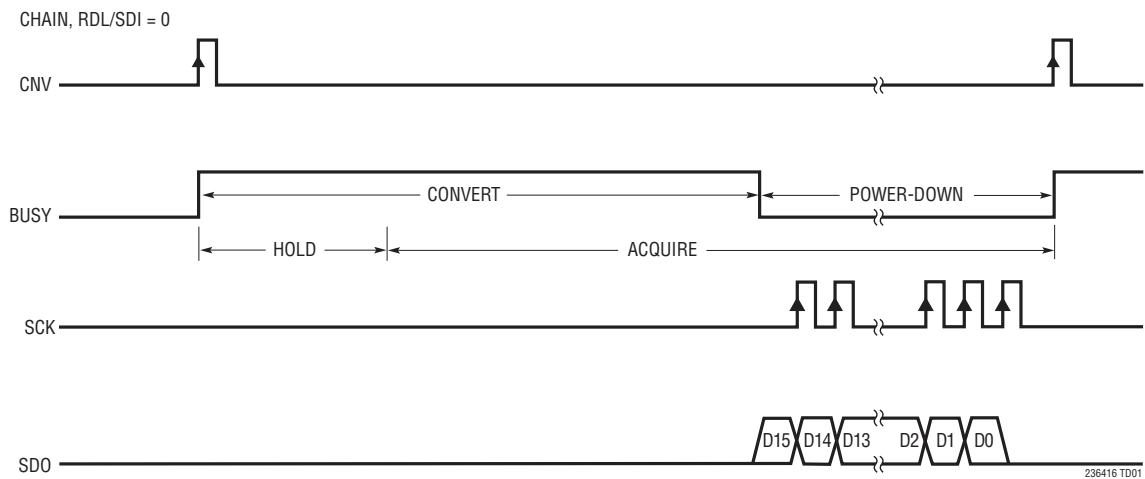 CHAIN, RDL/SDI = 0
CNV
BUSY
CONVERT
POWER-DOWN
HOLD
ACQUIRE
SCK
SDO
D15 D14 D13 D2 D1 D0
236416 TD01